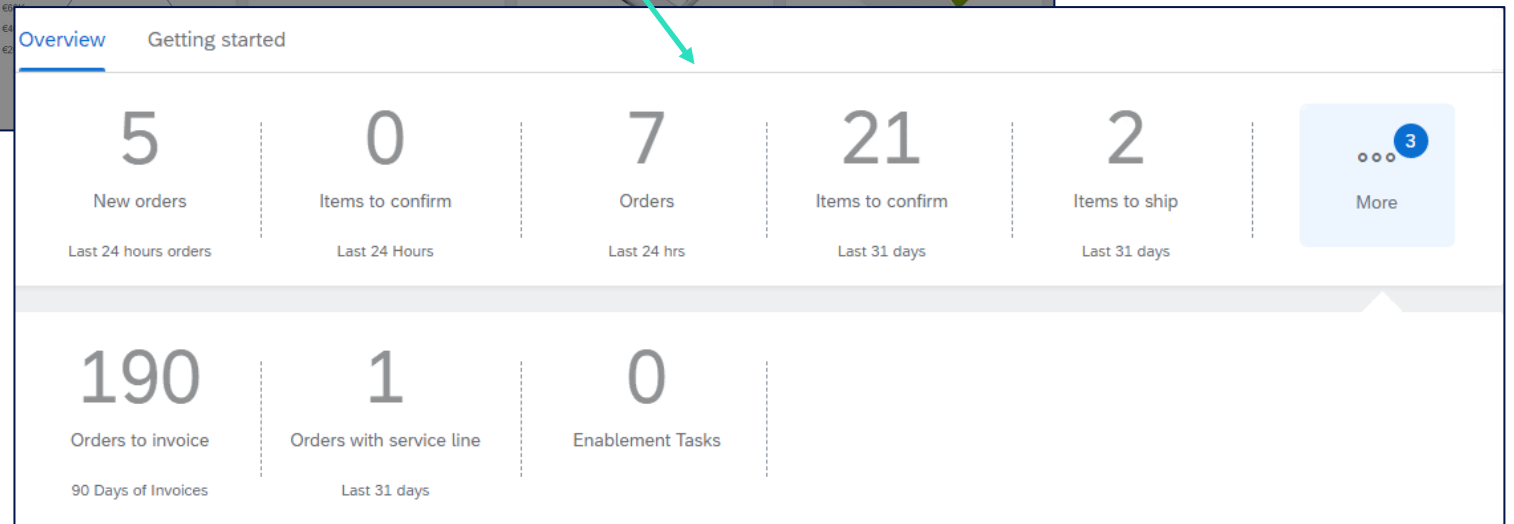 Overview Getting started
5 0 7 21 2 3
New orders Items to confirm Orders Items to confirm Items to ship More
Last 24 hours orders Last 24 Hours Last 24 hrs Last 31 days Last 31 days
190 1 0
Orders to invoice Orders with service line Enablement Tasks
90 Days of Invoices Last 31 days